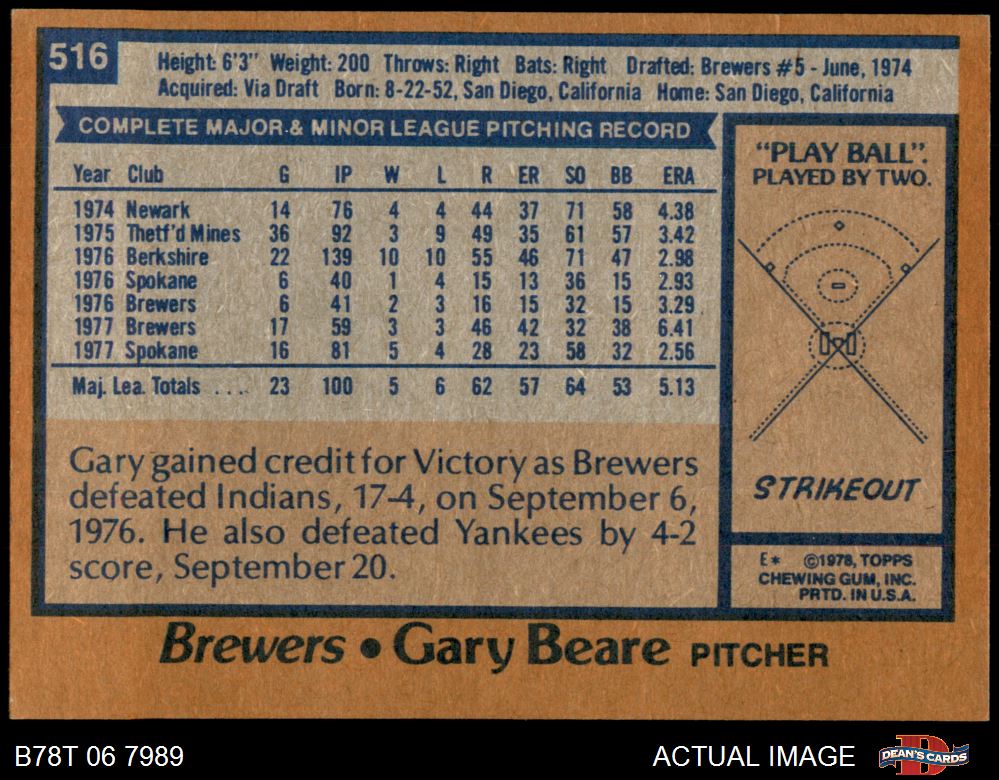 516
Height: 6'3" Weight: 200 Throws: Right Bats: Right Drafted: Brewers #5 - June, 1974
Acquired: Via Draft Born: 8-22-52, San Diego, California Home: San Diego, California
COMPLETE MAJOR & MINOR LEAGUE PITCHING RECORD
Year Club G IP W L R ER SO BB ERA
1974 Newark 14 76 4 4 44 37 71 58 4.38
1975 Thetf'd Mines 36 92 3 9 49 35 61 57 3.42
1976 Berkshire 22 139 10 10 55 46 71 47 2.98
1976 Spokane 6 40 1 4 15 13 36 15 2.93
1976 Brewers 6 41 2 3 16 15 32 15 3.29
1977 Brewers 17 59 3 3 46 42 32 38 6.41
1977 Spokane 16 81 5 4 28 23 58 32 2.56
Maj. Lea. Totals .... 23 100 5 6 62 57 64 53 5.13
Gary gained credit for Victory as Brewers
defeated Indians, 17-4, on September 6,
1976. He also defeated Yankees by 4-2
score, September 20.
"PLAY BALL".
PLAYED BY TWO.
STRIKEOUT
E* ©1978, TOPPS
CHEWING GUM, INC.
PRTD. IN U.S.A.
Brewers • Gary Beare PITCHER
B78T 06 7989
ACTUAL IMAGE
D
DEAN'S CARDS